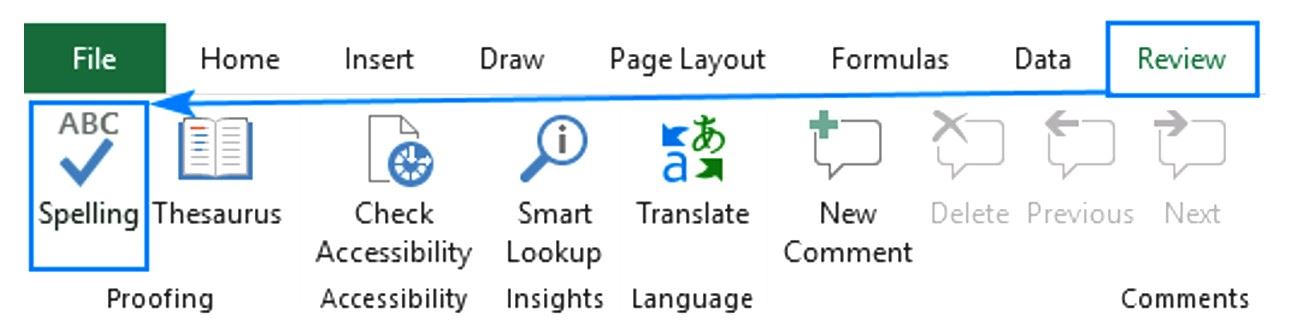 File Home Insert Draw Page Layout Formulas Data Review
ABC
i
あ
a
Spelling Thesaurus Check Smart Translate New Delete Previous Next
Accessibility Lookup Comment
Proofing Accessibility Insights Language Comments